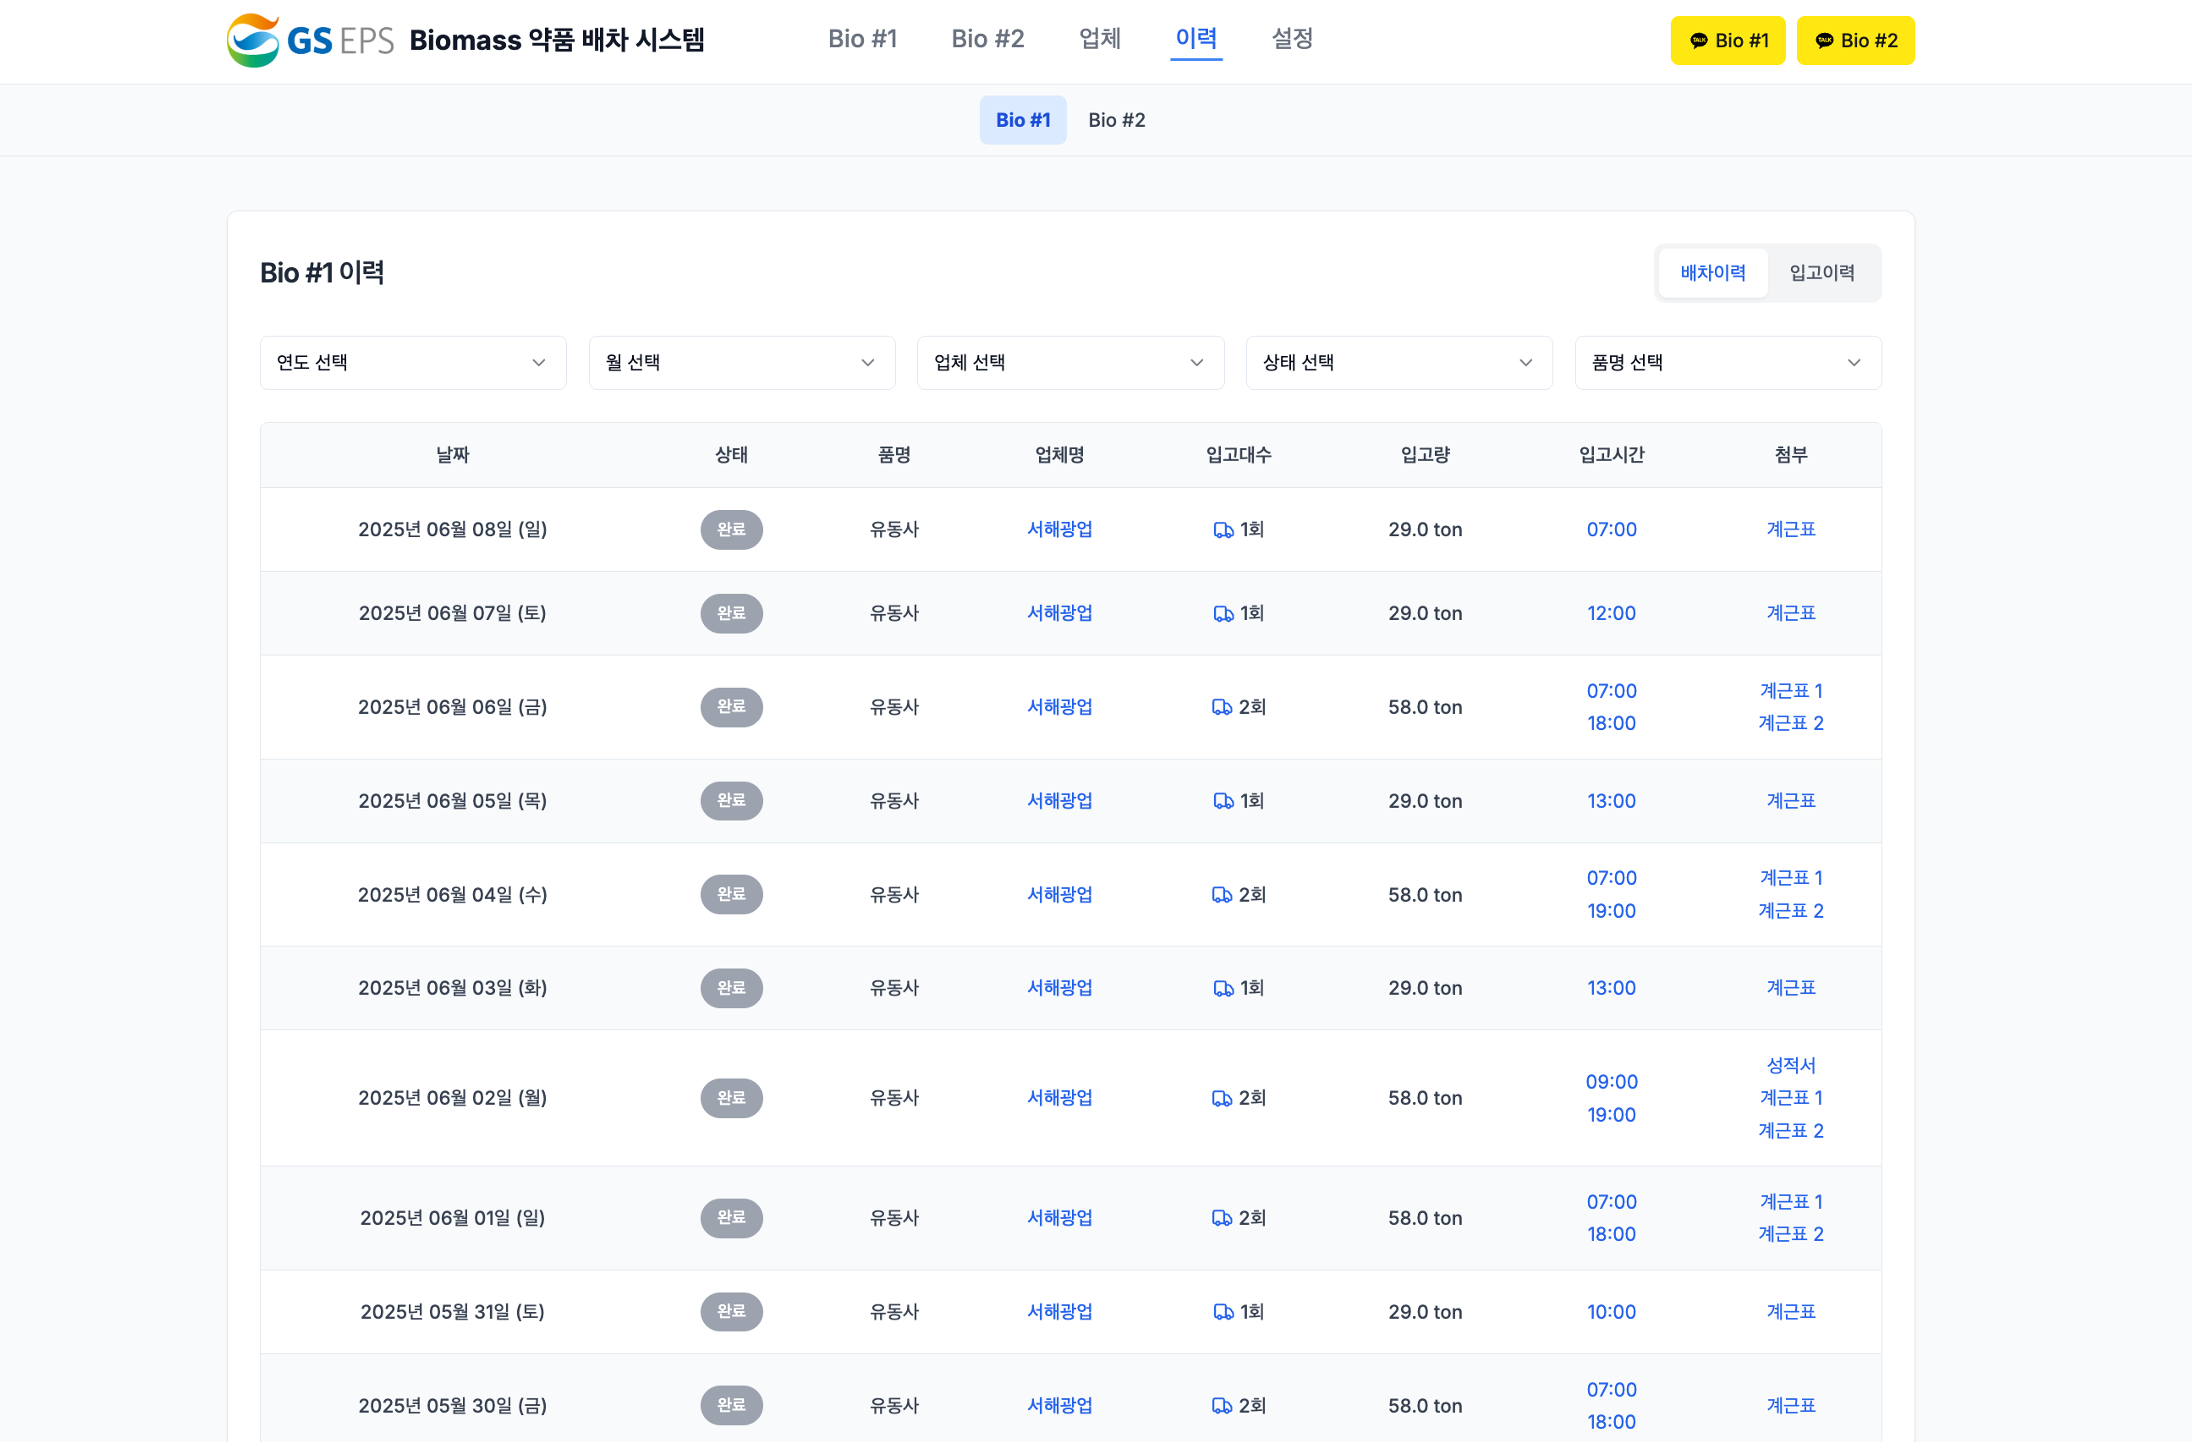 GS EPS Biomass 약품 배차 시스템
Bio #1 Bio #2 업체 이력 설정
TALK Bio #1 TALK Bio #2
Bio #1 Bio #2
Bio #1 이력
배차이력 입고이력
연도 선택 월 선택 업체 선택 상태 선택 품명 선택
날짜 상태 품명 업체명 입고대수 입고량 입고시간 첨부
2025년 06월 08일 (일) 완료 유동사 서해광업 1회 29.0 ton 07:00 계근표
2025년 06월 07일 (토) 완료 유동사 서해광업 1회 29.0 ton 12:00 계근표
2025년 06월 06일 (금) 완료 유동사 서해광업 2회 58.0 ton 07:00 계근표 1
18:00 계근표 2
2025년 06월 05일 (목) 완료 유동사 서해광업 1회 29.0 ton 13:00 계근표
2025년 06월 04일 (수) 완료 유동사 서해광업 2회 58.0 ton 07:00 계근표 1
19:00 계근표 2
2025년 06월 03일 (화) 완료 유동사 서해광업 1회 29.0 ton 13:00 계근표
2025년 06월 02일 (월) 완료 유동사 서해광업 2회 58.0 ton 09:00 성적서
19:00 계근표 1
계근표 2
2025년 06월 01일 (일) 완료 유동사 서해광업 2회 58.0 ton 07:00 계근표 1
18:00 계근표 2
2025년 05월 31일 (토) 완료 유동사 서해광업 1회 29.0 ton 10:00 계근표
2025년 05월 30일 (금) 완료 유동사 서해광업 2회 58.0 ton 07:00 계근표
18:00